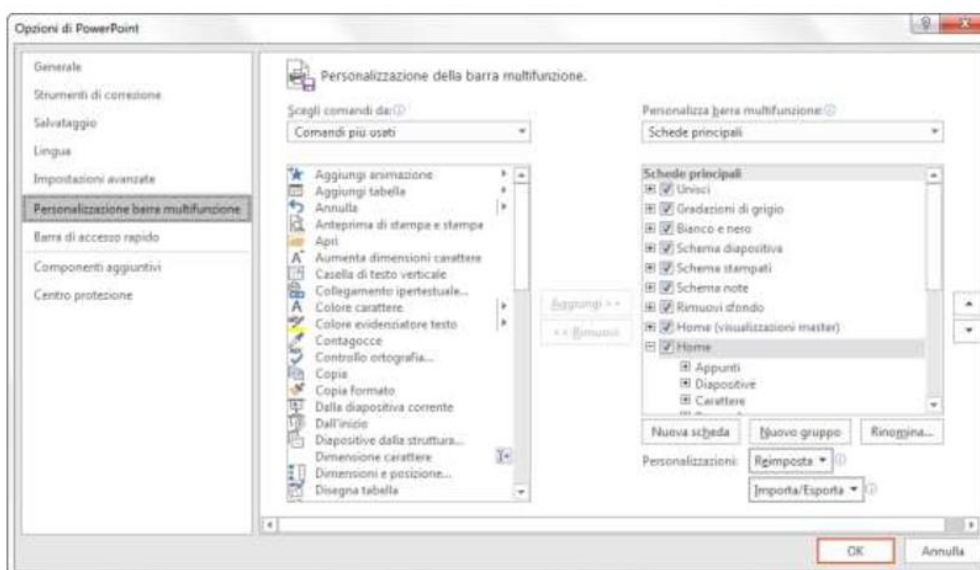 Opzioni di PowerPoint
Generale
Strumenti di correzione
Salvataggio
Lingua
Impostazioni avanzate
Personalizzazione barra multifunzione
Barra di accesso rapido
Componenti aggiuntivi
Centro protezione
Personalizzazione della barra multifunzione.
Scegli comandi da:
Comandi più usati
Aggiungi animazione
Aggiungi tabella
Annulla
Anteprima di stampa e stampa
Apri
Aumenta dimensioni carattere
Casella di testo verticale
Collegamento ipertestuale...
Colore carattere
Colore evidenziatore testo
Contagocce
Controllo ortografia...
Copia
Copia formato
Dalla diapositiva corrente
Dall'inizio
Diapositive dalla struttura...
Dimensione carattere
Dimensioni e posizione...
Disegna tabella
Aggiungi >>
<< Rimuovi
Personalizza barra multifunzione:
Schede principali
Schede principali
Unisci
Gradazioni di grigio
Bianco e nero
Schema diapositiva
Schema stampati
Schema note
Rimuovi sfondo
Home (visualizzazioni master)
Home
Appunti
Diapositive
Carattere
Nuova scheda
Nuovo gruppo
Rinomina...
Personalizzazioni:
Reimposta
Importa/Esporta
OK
Annulla